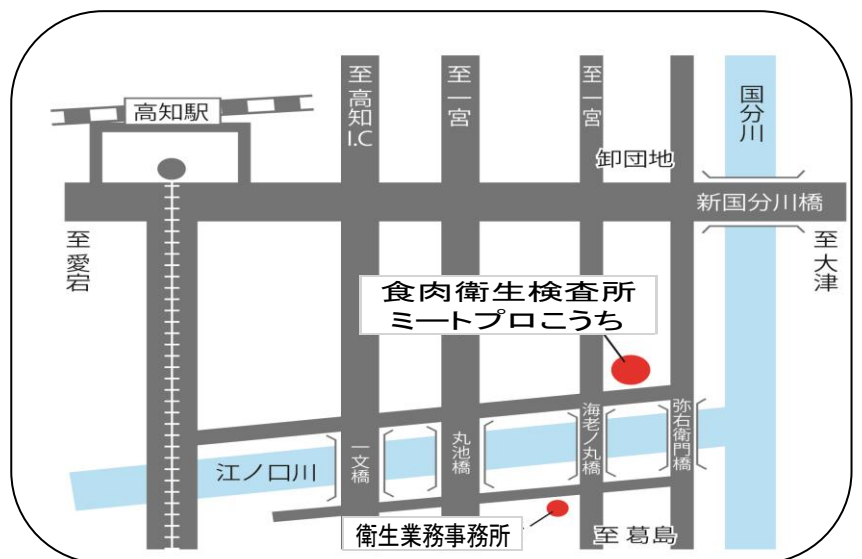 至高知I.C
至一宮
至一宮
国分川
高知駅
卸団地
新国分川橋
至愛宕
至大津
食肉衛生検査所
ミートプロこうち
一文橋
丸池橋
海老ノ丸橋
弥右衛門橋
江ノ口川
衛生業務事務所
至 葛島